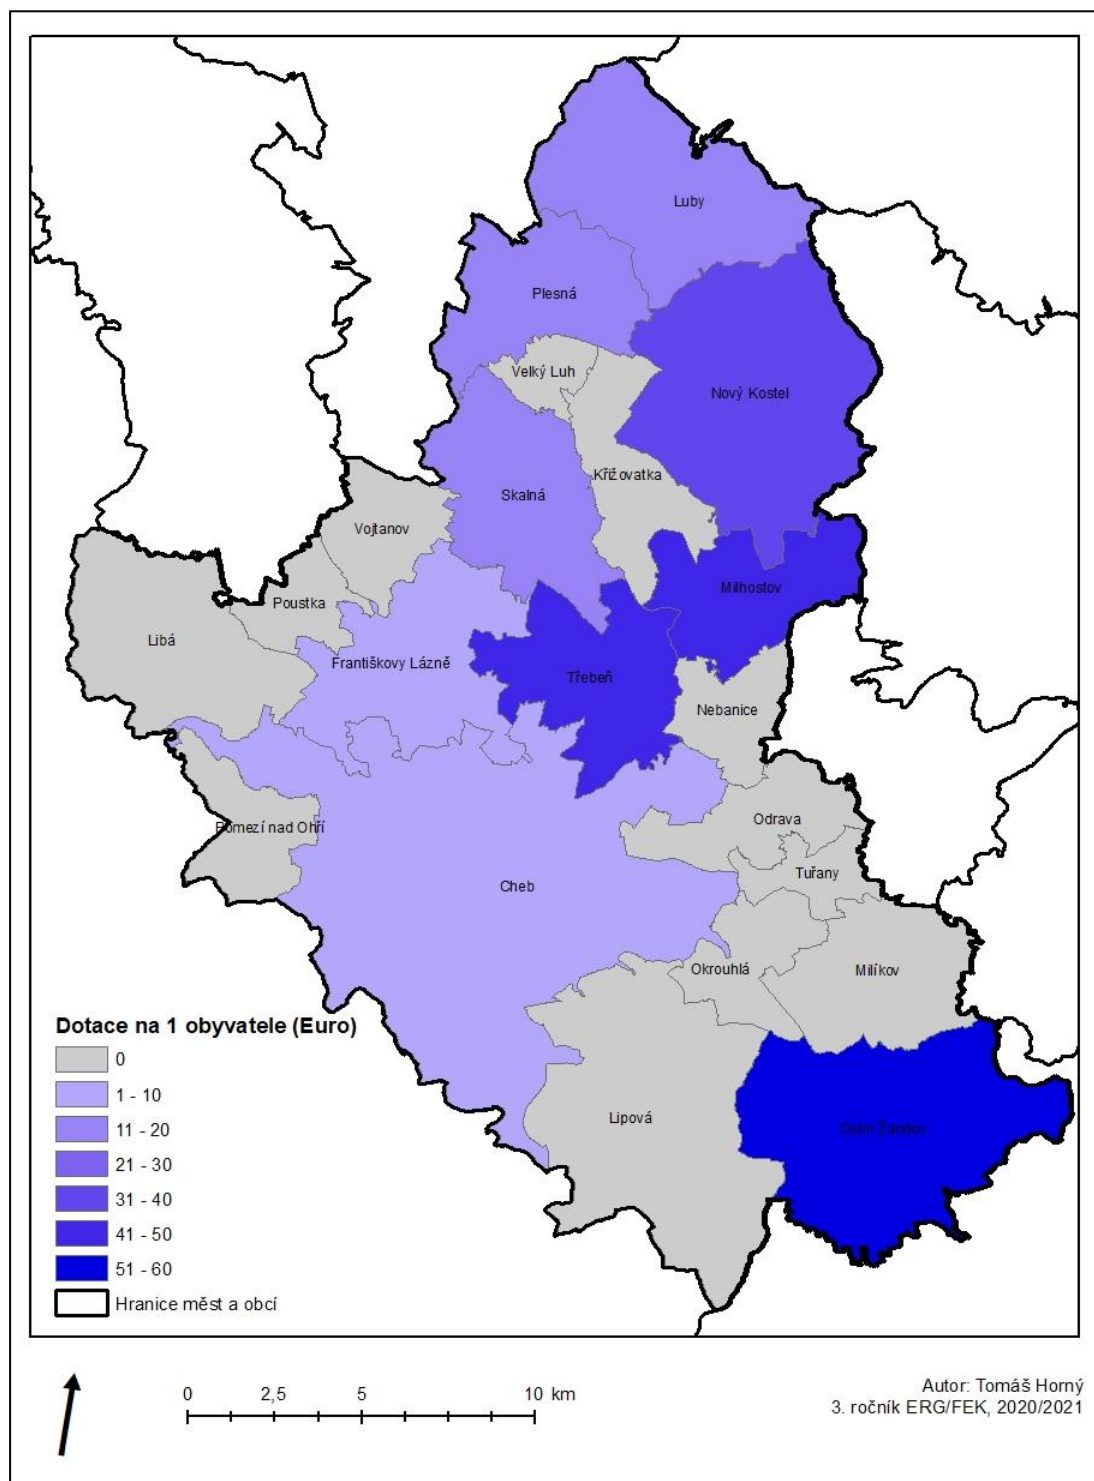 Luby
Plesná
Velký Luh
Nový Kostel
Křižovatka
Skalná
Vojtanov
Milhostov
Poustka
Libá
Františkovy Lázně
Třebeň
Nebanice
Odrava
Pomezí nad Ohří
Tuřany
Cheb
Okrouhlá
Milíkov
Lipová
Dolní Žandov
Dotace na 1 obyvatele (Euro)
0
1 - 10
11 - 20
21 - 30
31 - 40
41 - 50
51 - 60
Hranice měst a obcí
0 2,5 5 10 km
Autor: Tomáš Horný
3. ročník ERG/FEK, 2020/2021